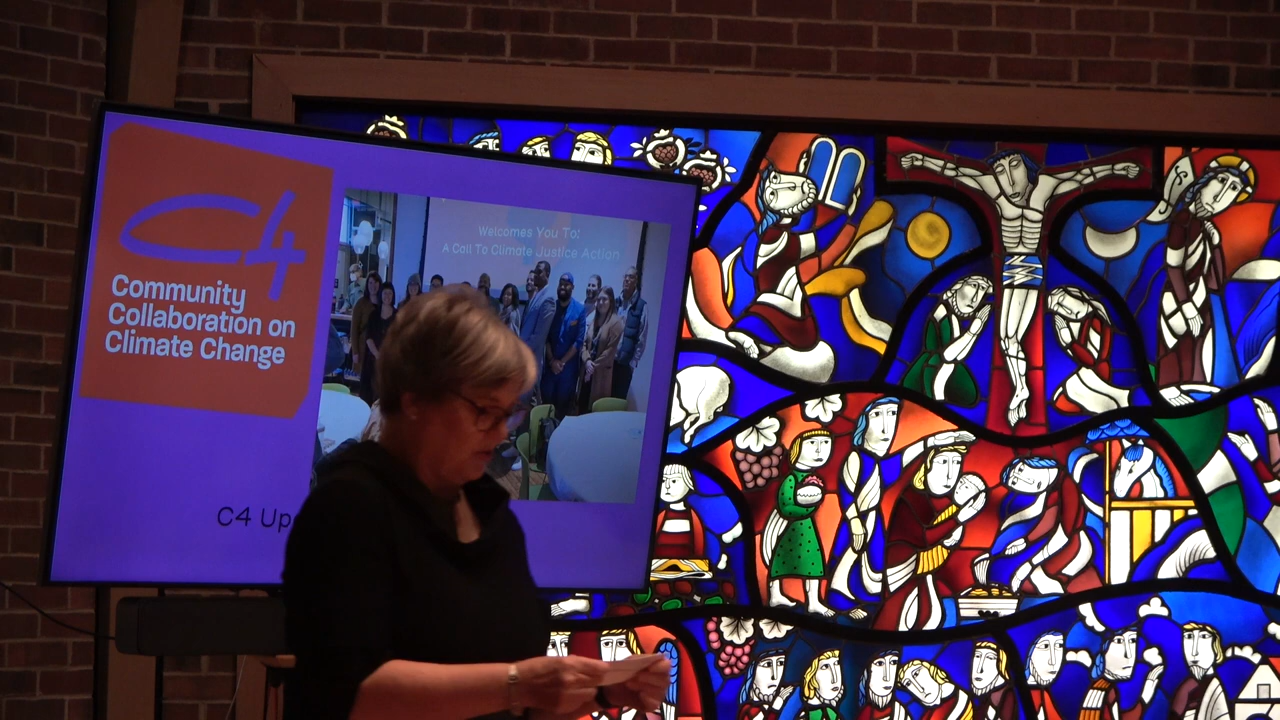 C4
Community
Collaboration on
Climate Change
Welcomes You To:
A Call To Climate Justice Action
C4 Up